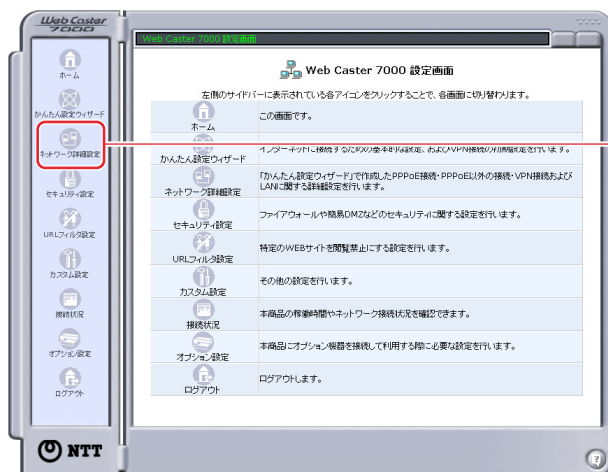 Web Caster
7000
Web Caster 7000 設定画面
ホーム
かんたん設定ウィザード
ネットワーク詳細設定
セキュリティ設定
URLフィルタ設定
カスタム設定
接続状況
オプション設定
ログアウト
NTT
Web Caster 7000 設定画面
左側のサイドバーに表示されている各アイコンをクリックすることで、各画面に切り替わります。
ホーム
この画面です。
かんたん設定ウィザード
インターネットに接続するための基本的な設定、およびVPN接続の詳細設定を行います。
ネットワーク詳細設定
「かんたん設定ウィザード」で作成したPPPoE接続・PPPoE以外の接続・VPN接続および
LANに関する詳細設定を行います。
セキュリティ設定
ファイアウォールや簡易DMZなどのセキュリティに関する設定を行います。
URLフィルタ設定
特定のWEBサイトを閲覧禁止にする設定を行います。
カスタム設定
その他の設定を行います。
接続状況
本商品の稼働時間やネットワーク接続状況を確認できます。
オプション設定
本商品にオプション機器を接続して利用する際に必要な設定を行います。
ログアウト
ログアウトします。
?